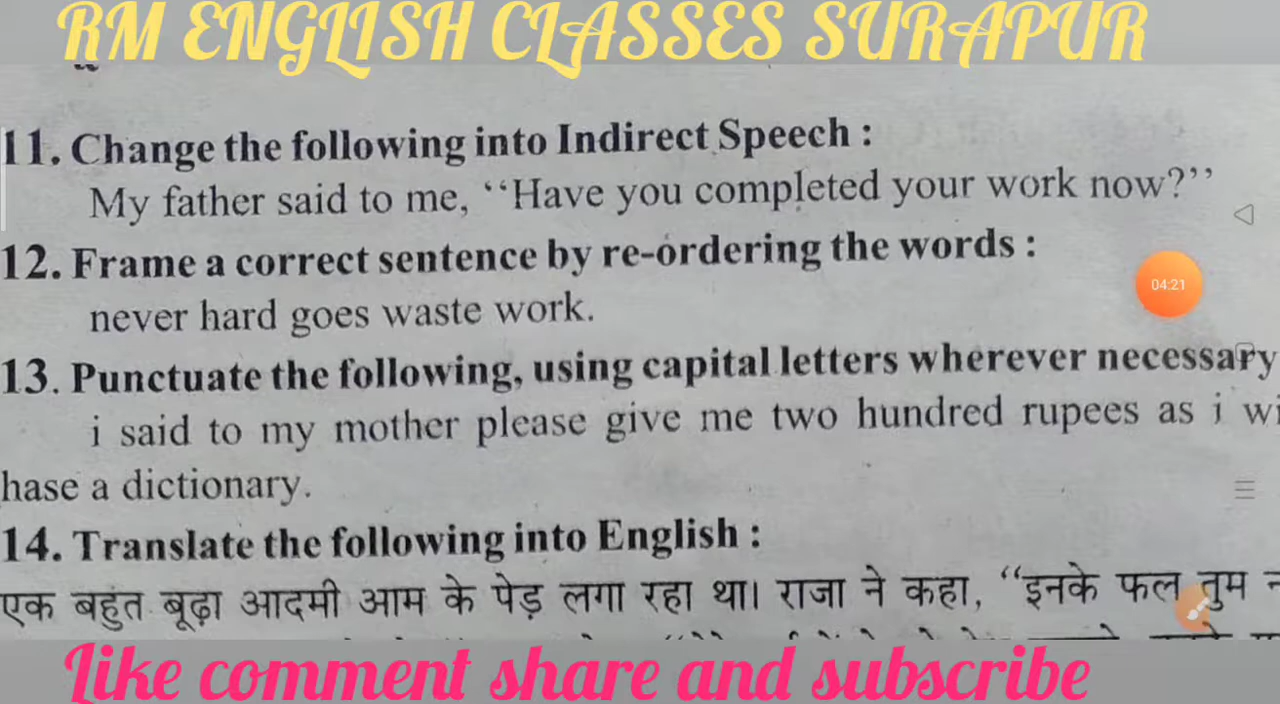 RM ENGLISH CLASSES SURAPUR
11. Change the following into Indirect Speech :
My father said to me, ‘‘Have you completed your work now?’’
12. Frame a correct sentence by re-ordering the words :
04:21
never hard goes waste work.
13. Punctuate the following, using capital letters wherever necessary
i said to my mother please give me two hundred rupees as i wi
hase a dictionary.
14. Translate the following into English :
एक बहुंत बूढ़ा आदमी आम के पेड़ लगा रहा था। राजा ने कहा, ‘‘इनके फल तुम
Like comment share and subscribe